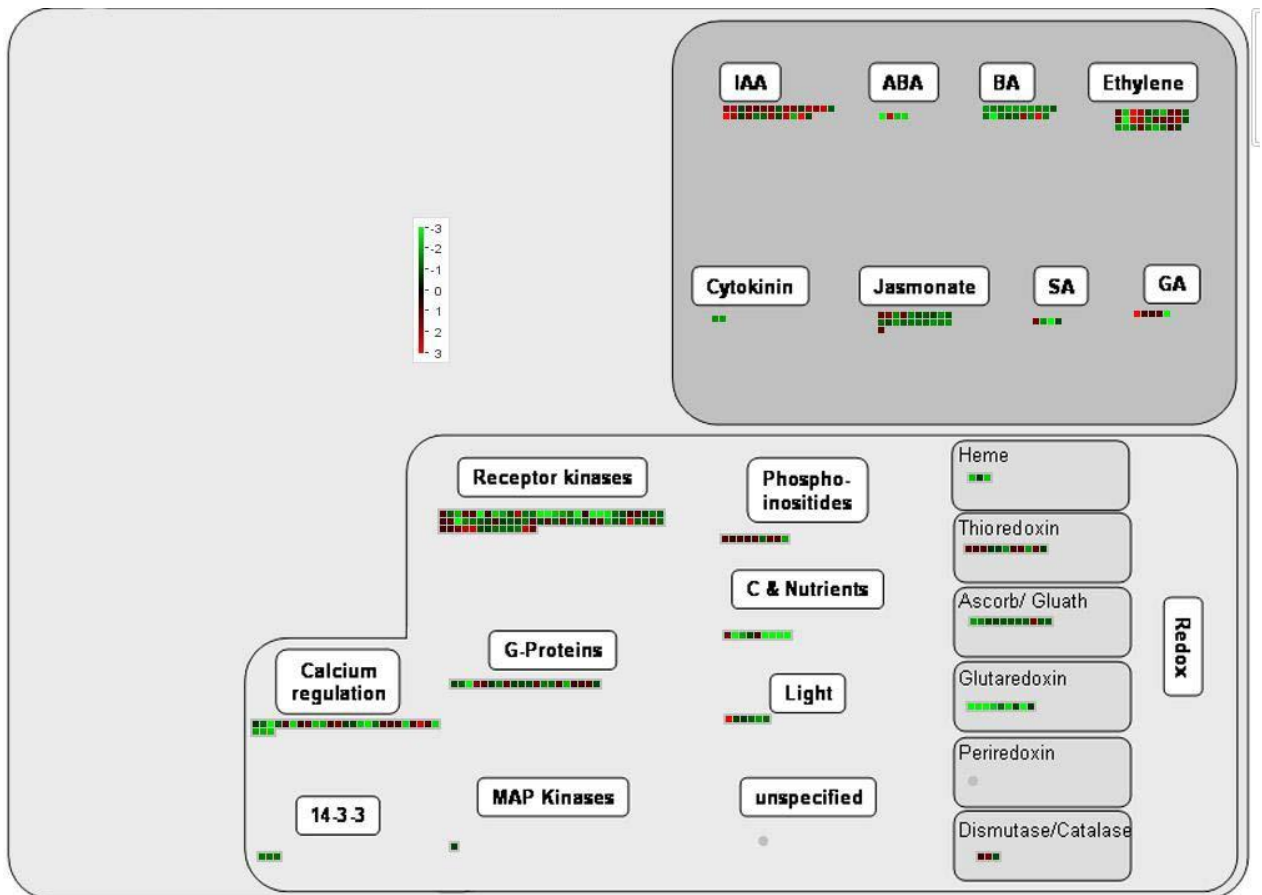 IAA
ABA
BA
Ethylene
-3
-2
-1
0
1
2
3
Cytokinin
Jasmonate
SA
GA
Receptor kinases
Phospho-
inositides
C & Nutrients
G-Proteins
Calcium
regulation
Light
MAP Kinases
unspecified
14-3-3
Heme
Thioredoxin
Ascorb/ Gluath
Glutaredoxin
Periredoxin
Dismutase/Catalase
Redox